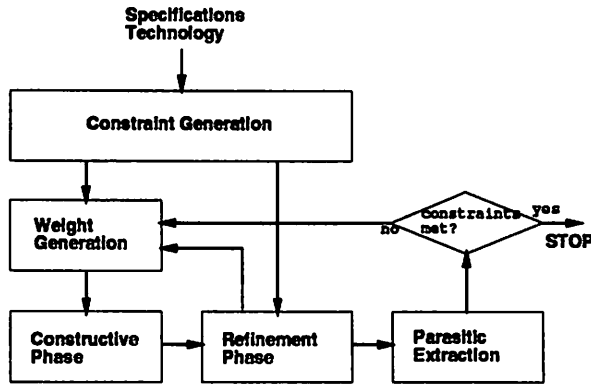 Specifications
Technology
Constraint Generation
Weight
Generation
constraints
met?
yes
no
STOP
Constructive
Phase
Refinement
Phase
Parasitic
Extraction